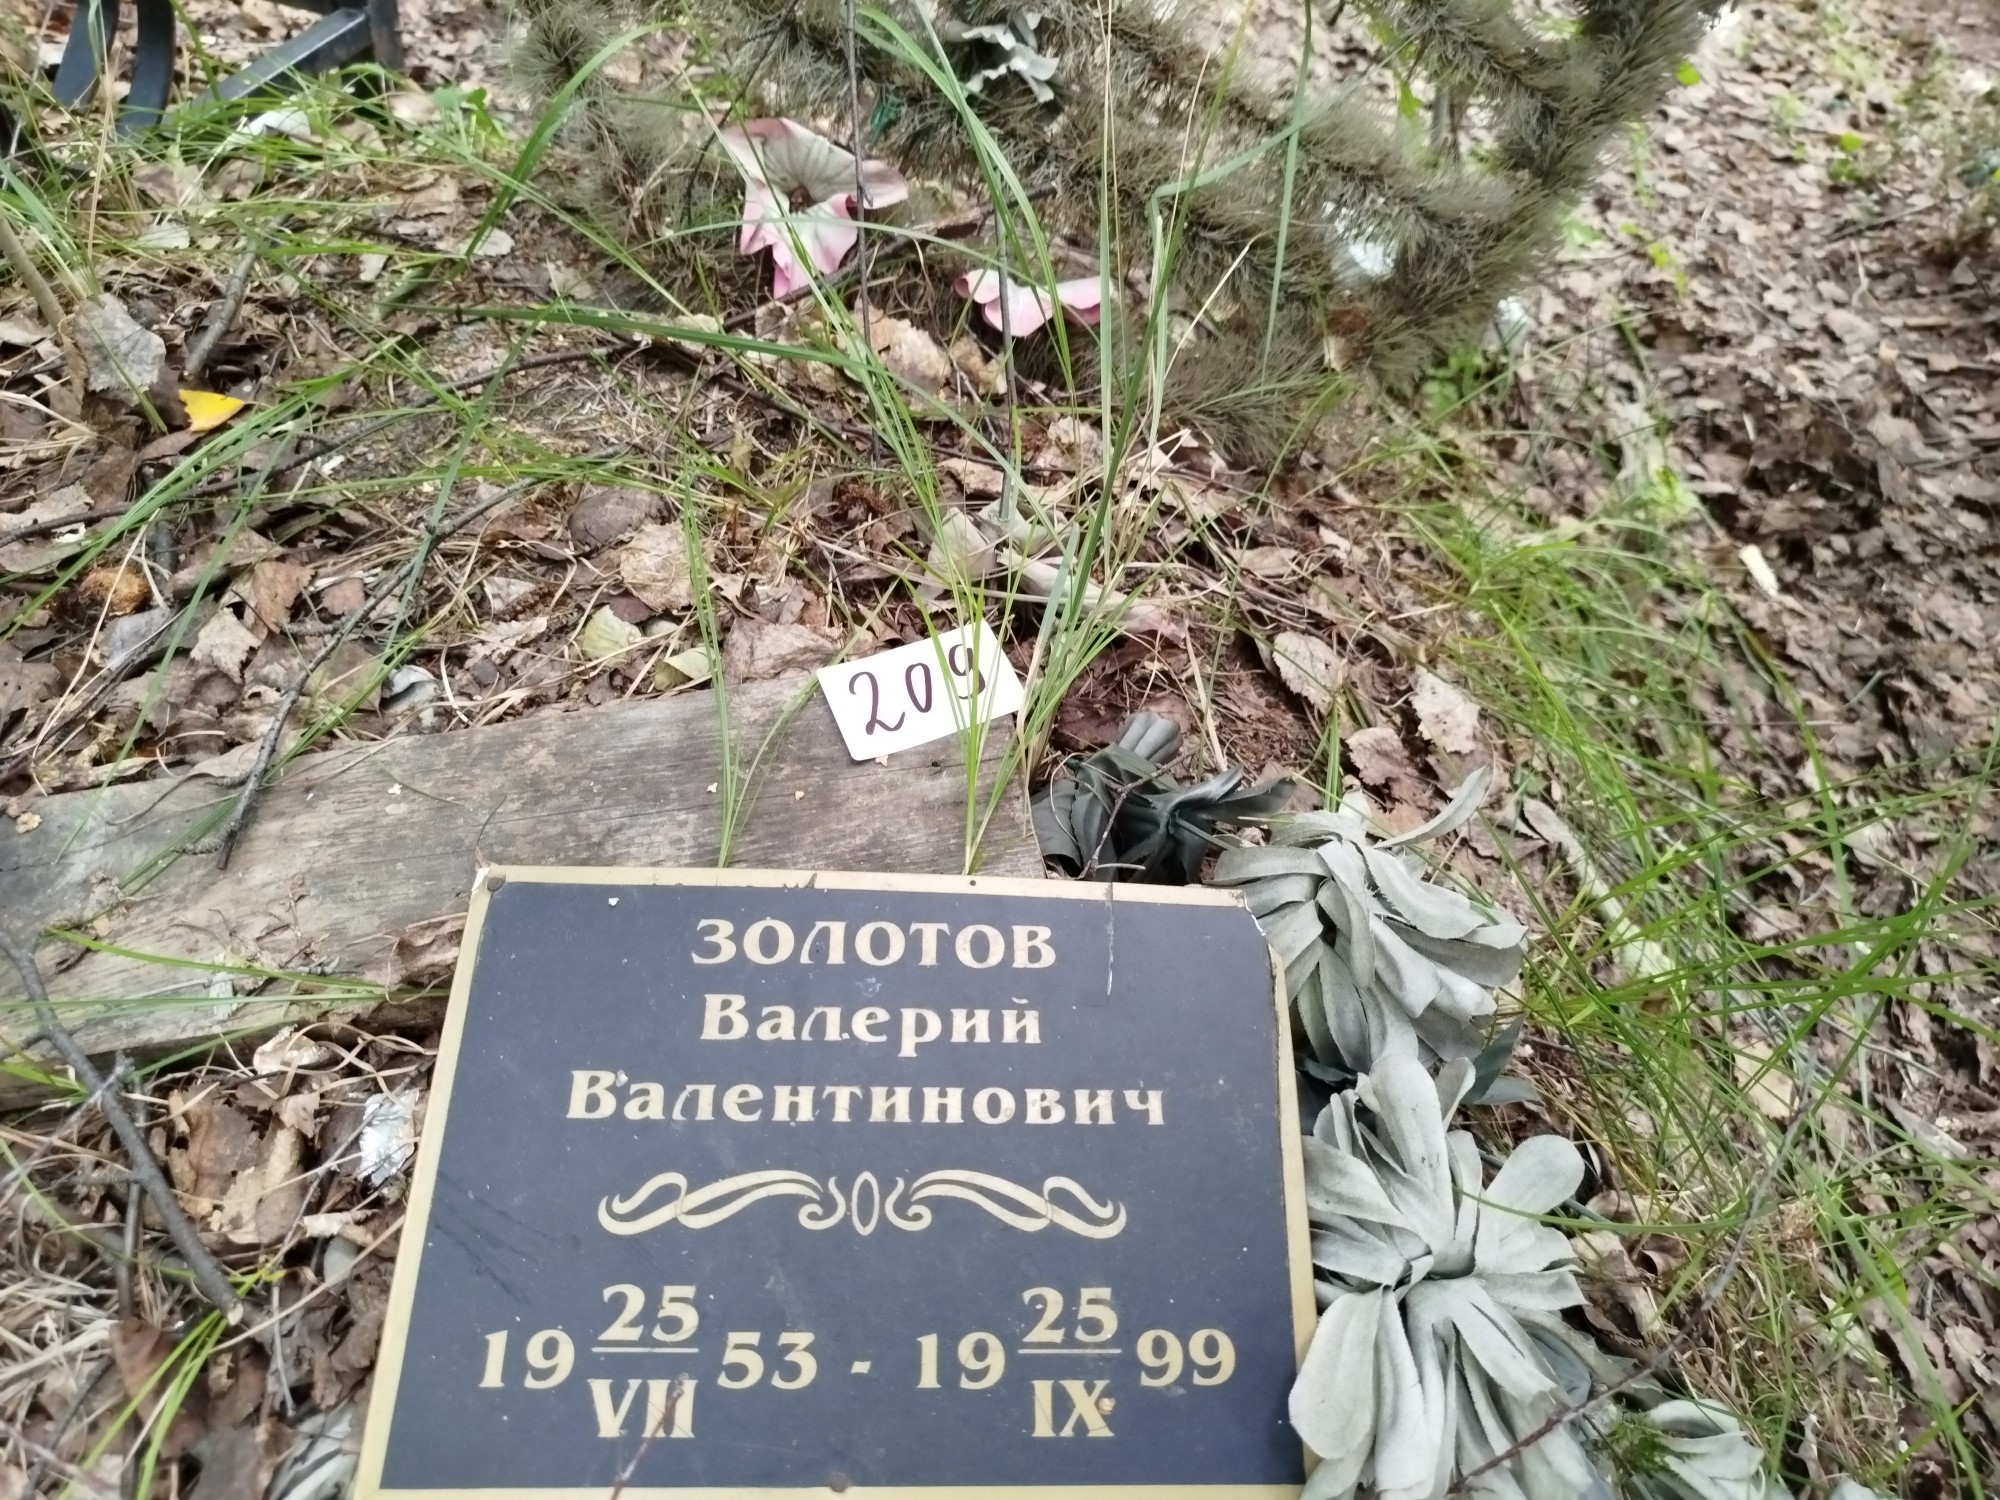 209
ЗОЛОТОВ
Валерий
Валентинович
19 25/VII 53 - 19 25/IX 99